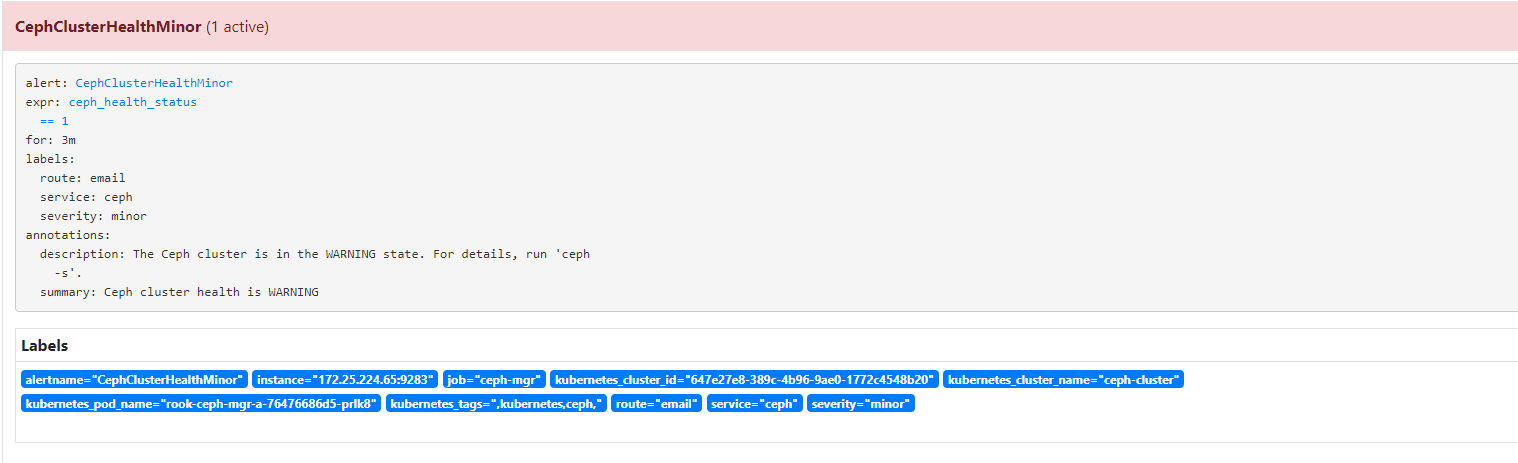 CephClusterHealthMinor (1 active)
alert: CephClusterHealthMinor
expr: ceph_health_status
  == 1
for: 3m
labels:
  route: email
  service: ceph
  severity: minor
annotations:
  description: The Ceph cluster is in the WARNING state. For details, run 'ceph
    -s'.
  summary: Ceph cluster health is WARNING
Labels
alertname="CephClusterHealthMinor" instance="172.25.224.65:9283" job="ceph-mgr" kubernetes_cluster_id="647e27e8-389c-4b96-9ae0-1772c4548b20" kubernetes_cluster_name="ceph-cluster"
kubernetes_pod_name="rook-ceph-mgr-a-76476686d5-prlk8" kubernetes_tags=",kubernetes,ceph," route="email" service="ceph" severity="minor"